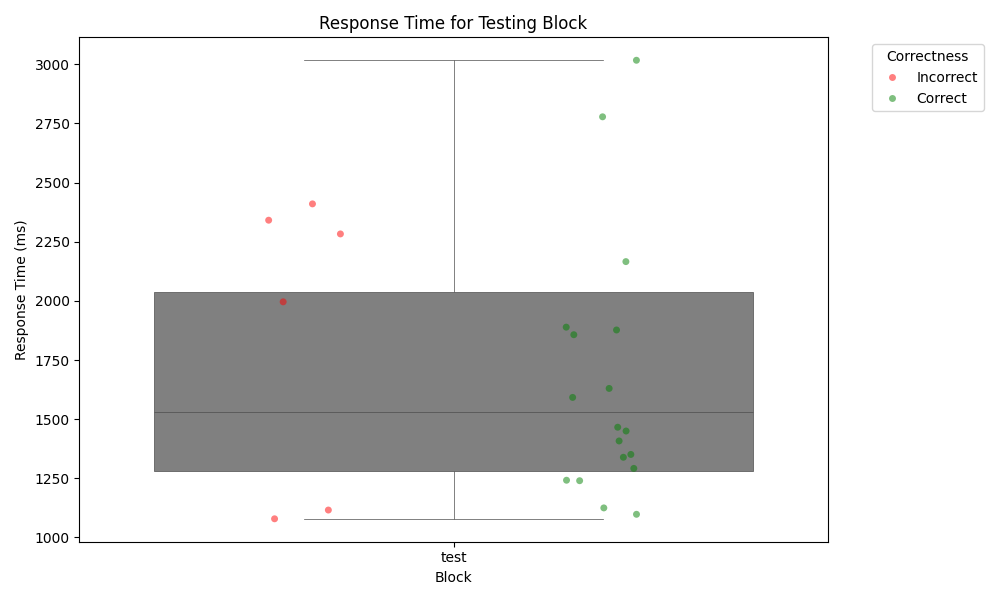 Response Time for Testing Block
Correctness
Incorrect
Correct
Response Time (ms)
3000
2750
2500
2250
2000
1750
1500
1250
1000
test
Block